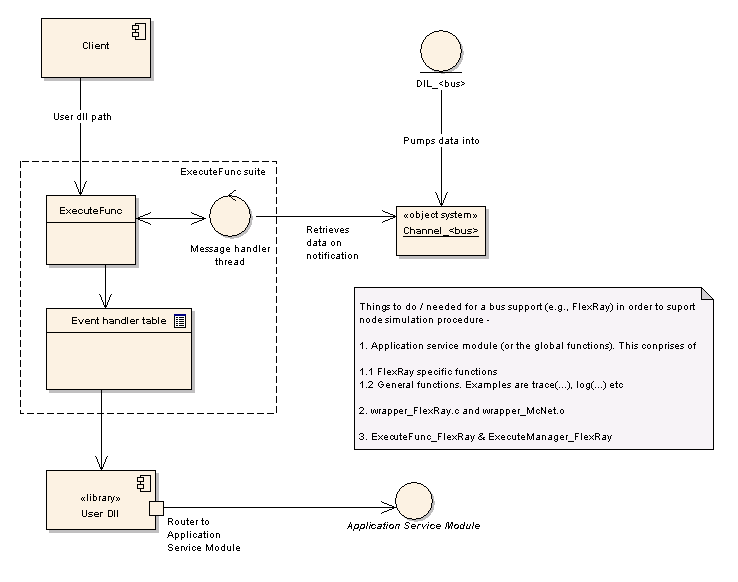 Client
DIL_<bus>
User dll path
Pumps data into
ExecuteFunc suite
ExecuteFunc
«object system»
Channel_<bus>
Message handler
thread
Retrieves
data on
notification
Event handler table
Things to do / needed for a bus support (e.g., FlexRay) in order to suport
node simulation procedure -
1. Application service module (or the global functions). This conprises of
1.1 FlexRay specific functions
1.2 General functions. Examples are trace(...), log(...) etc
2. wrapper_FlexRay.c and wrapper_McNet.o
3. ExecuteFunc_FlexRay & ExecuteManager_FlexRay
«library»
User Dll
Router to
Application
Service Module
Application Service Module